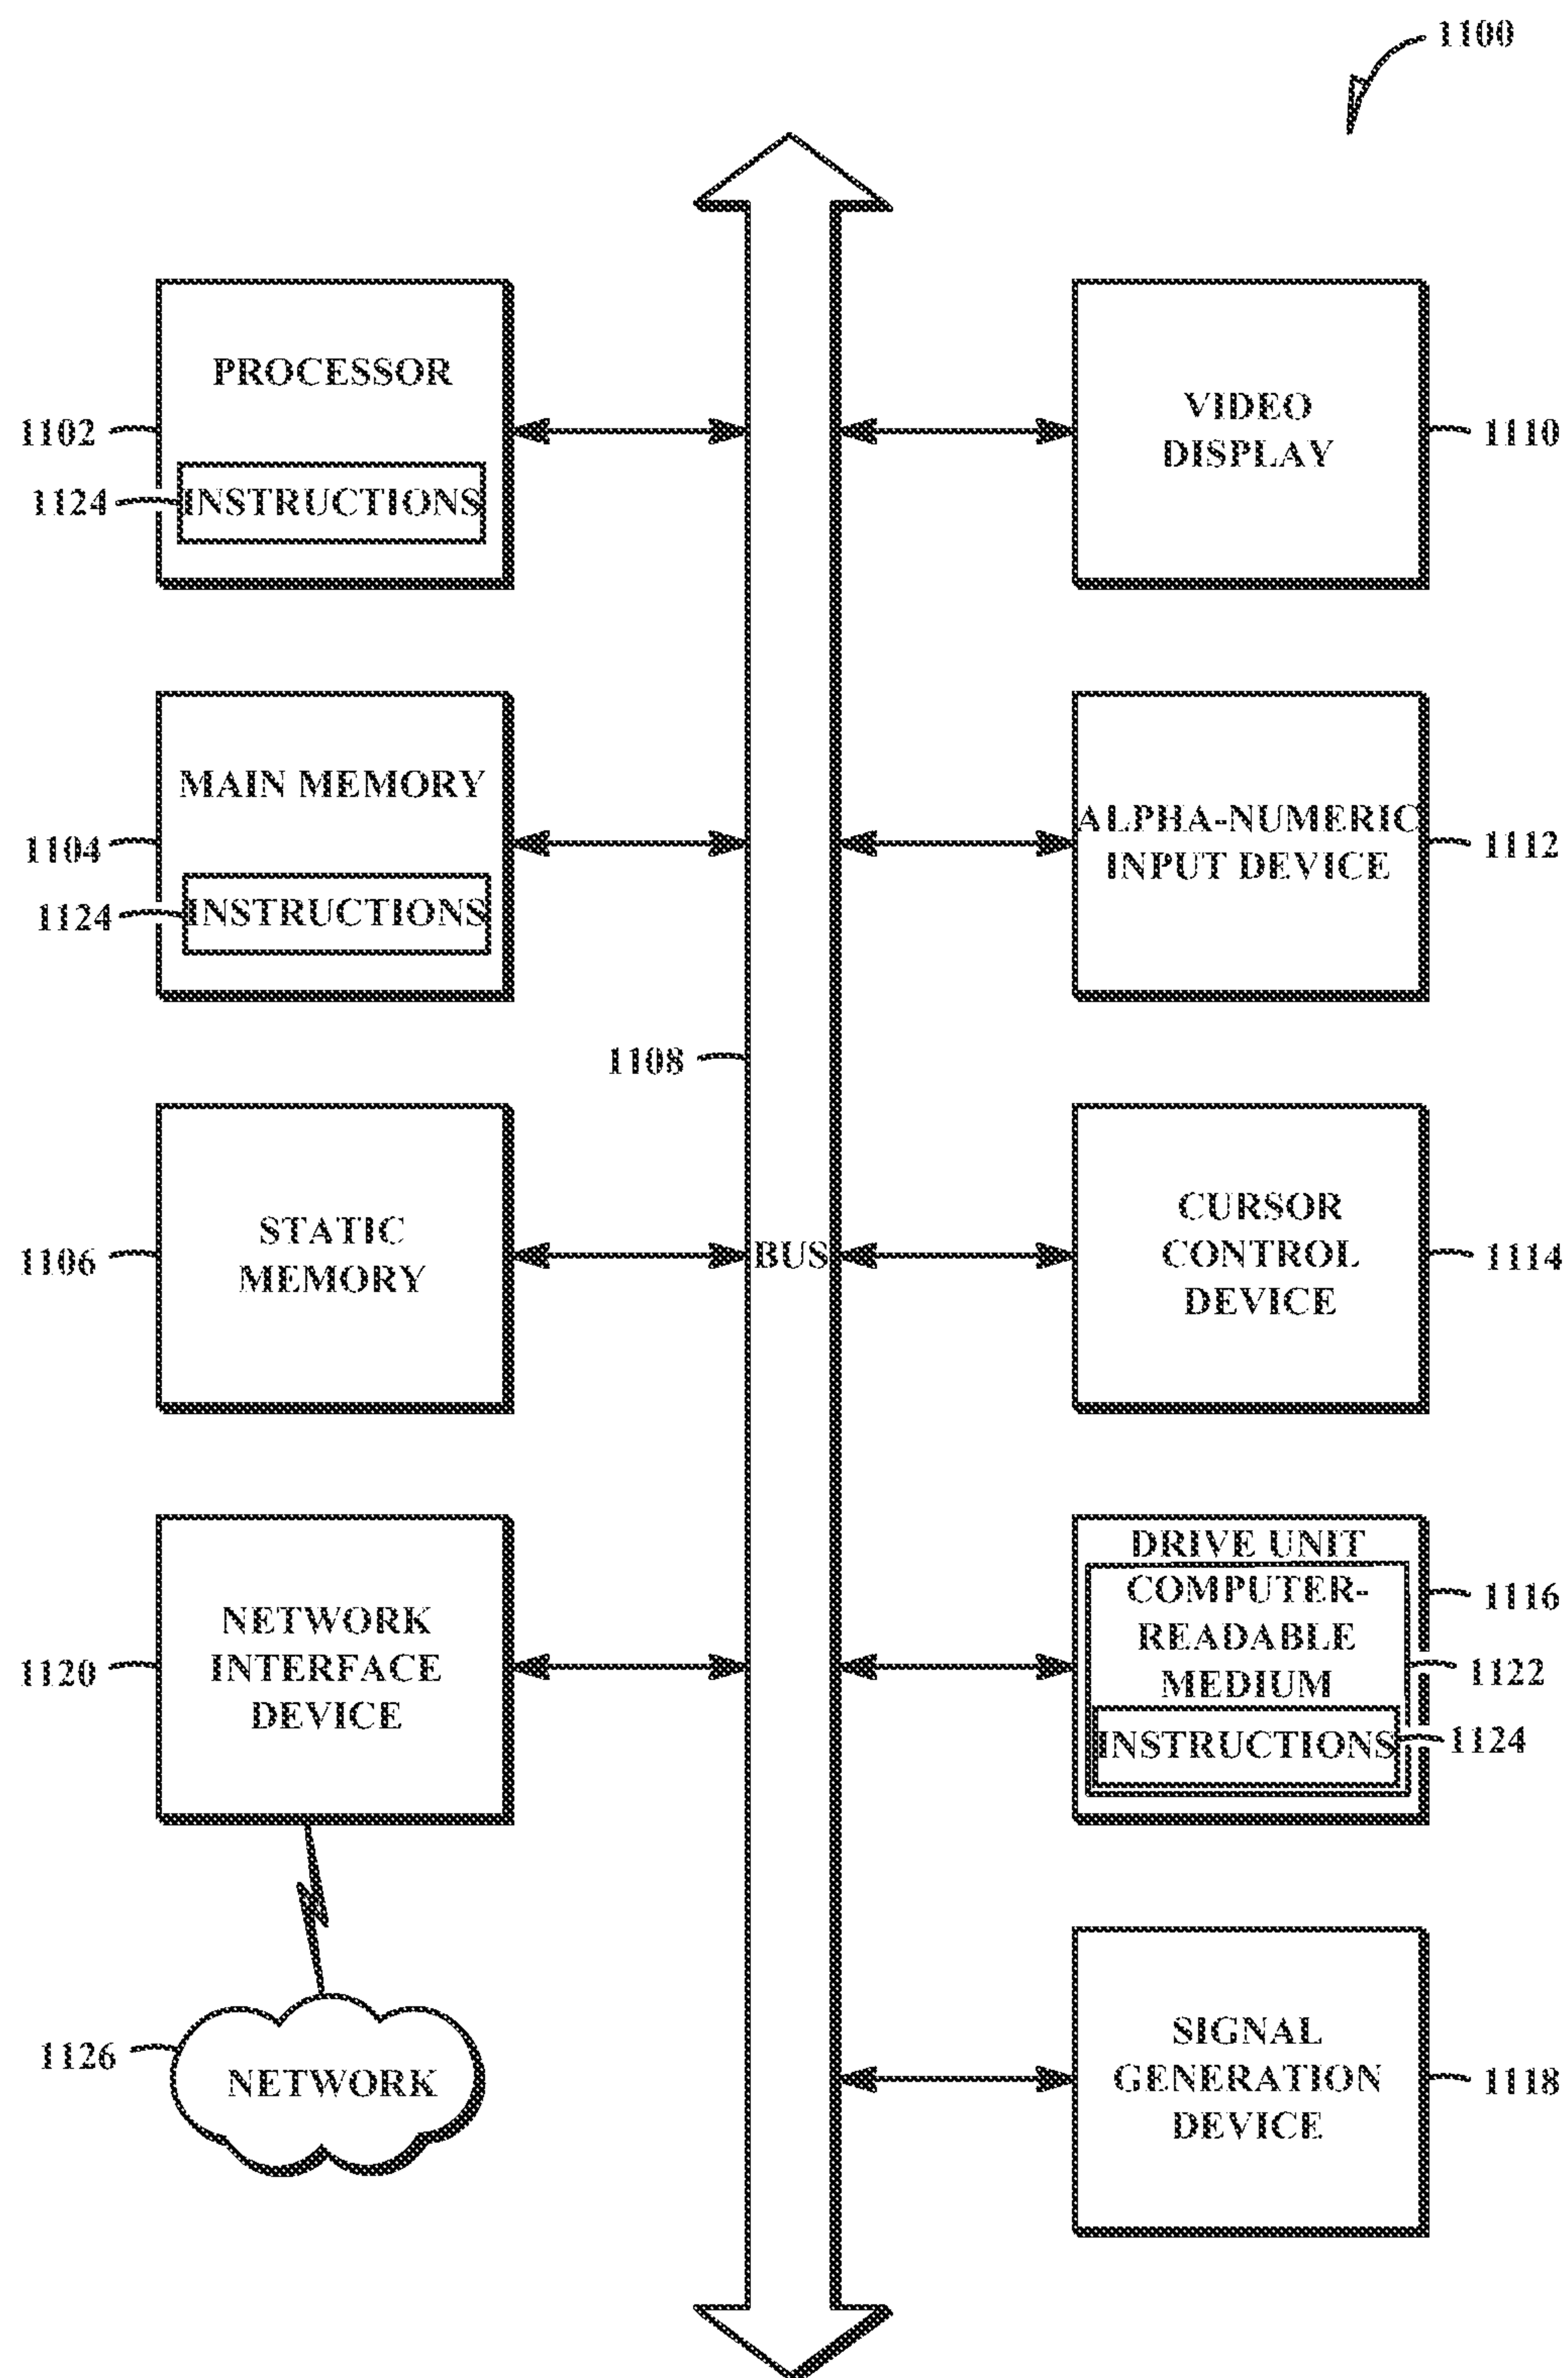 1100
PROCESSOR
1102
1124
INSTRUCTIONS
VIDEO
DISPLAY
1110
MAIN MEMORY
1104
1124
INSTRUCTIONS
ALPHA-NUMERIC
INPUT DEVICE
1112
1108
STATIC
MEMORY
1106
BUS
CURSOR
CONTROL
DEVICE
1114
NETWORK
INTERFACE
DEVICE
1120
DRIVE UNIT
COMPUTER-
READABLE
MEDIUM
INSTRUCTIONS
1116
1122
1124
1126
NETWORK
SIGNAL
GENERATION
DEVICE
1118